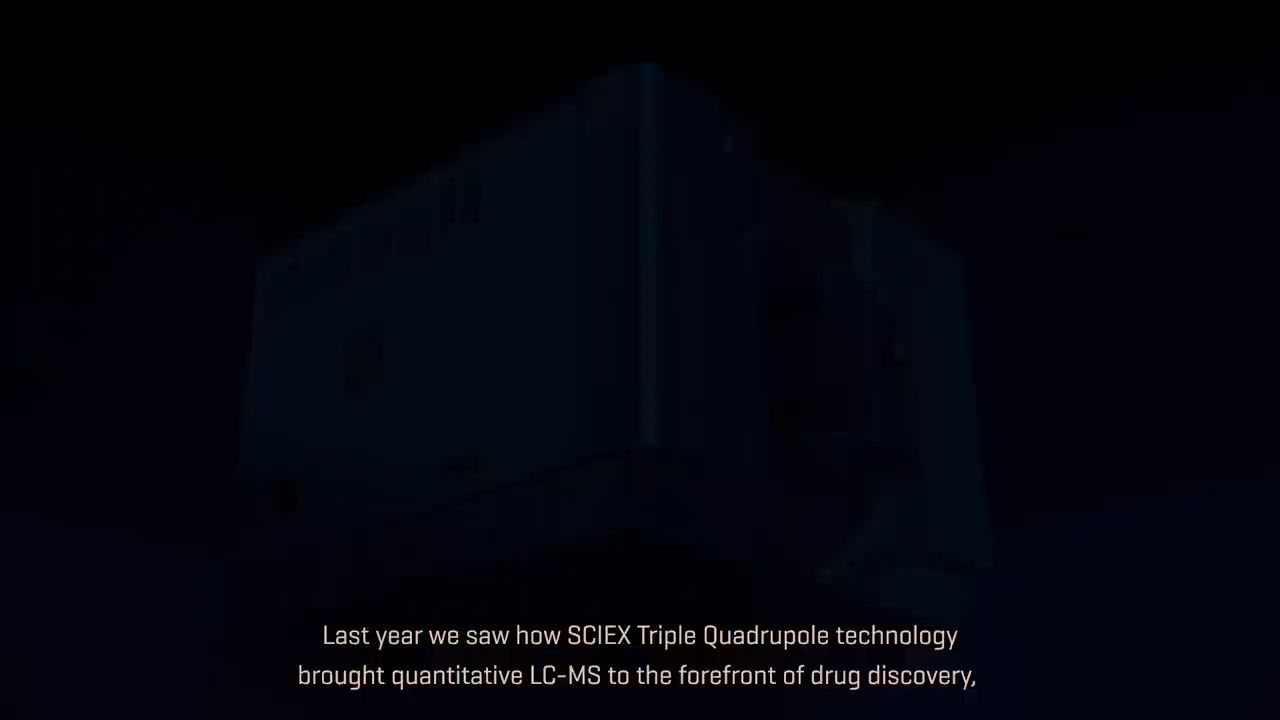 Last year we saw how SCIEX Triple Quadrupole technology
brought quantitative LC-MS to the forefront of drug discovery,